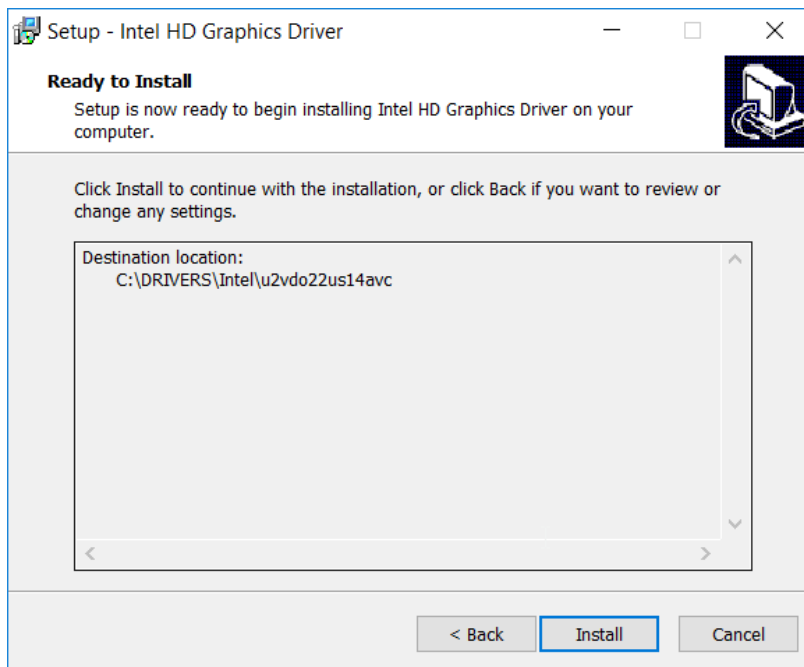 Setup - Intel HD Graphics Driver
Ready to Install
Setup is now ready to begin installing Intel HD Graphics Driver on your
computer.
Click Install to continue with the installation, or click Back if you want to review or
change any settings.
Destination location:
C:\DRIVERS\Intel\u2vdo22us14avc
< Back
Install
Cancel